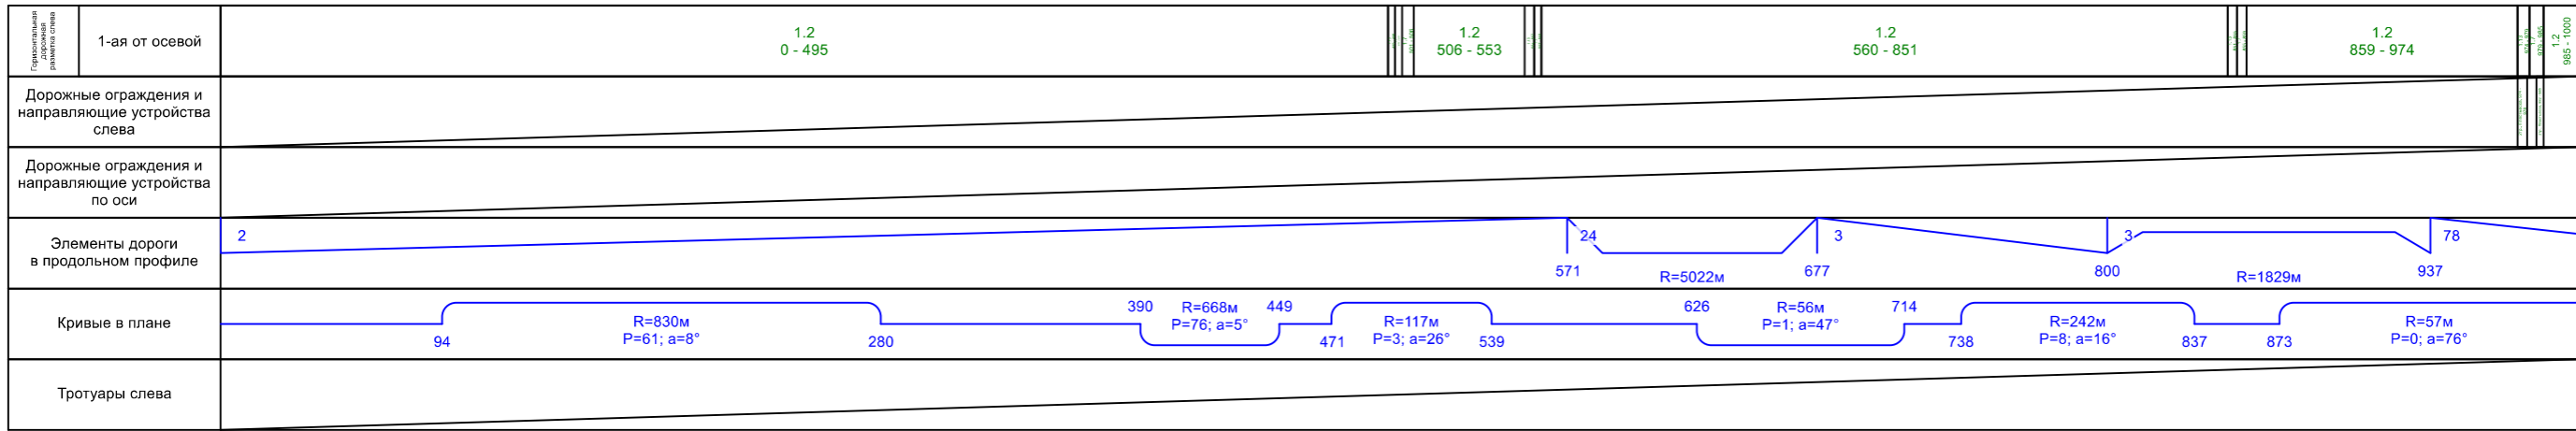 Горизонтальная
дорожная
разметка слева
1-ая от осевой
1.2
0 - 495
1.2
506 - 553
1.2
560 - 851
1.2
859 - 974
1.2
985 - 1000
Дорожные ограждения и
направляющие устройства
слева
Дорожные ограждения и
направляющие устройства
по оси
Элементы дороги
в продольном профиле
2
24
3
3
78
571
R=5022м
677
800
R=1829м
937
Кривые в плане
94
R=830м
P=61; a=8°
280
390
R=668м
P=76; a=5°
449
471
R=117м
P=3; a=26°
539
626
R=56м
P=1; a=47°
714
738
R=242м
P=8; a=16°
837
873
R=57м
P=0; a=76°
Тротуары слева